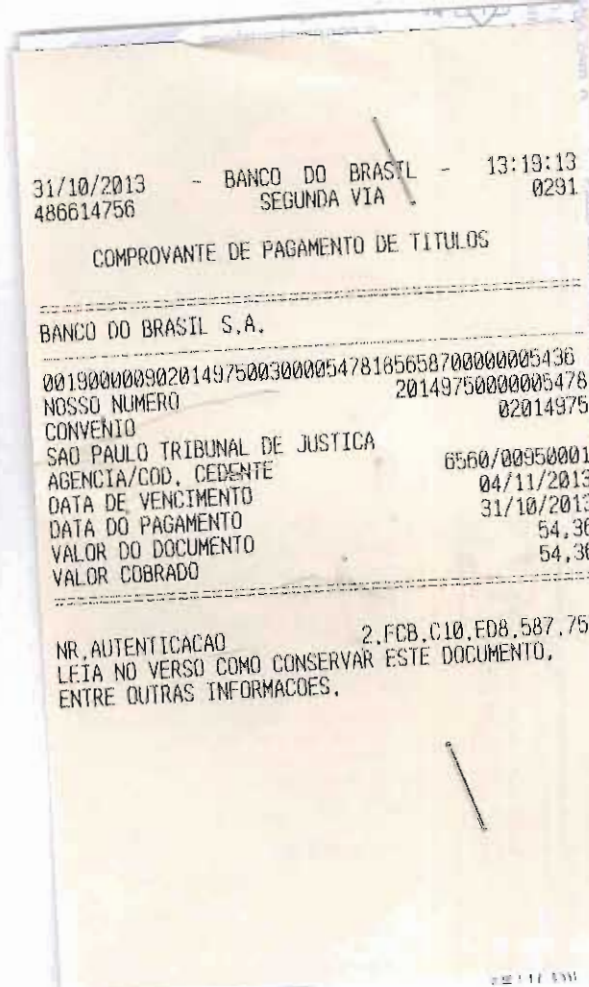 31/10/2013 - BANCO DO BRASIL - 13:19:13
486614756 SEGUNDA VIA 0291
COMPROVANTE DE PAGAMENTO DE TITULOS
BANCO DO BRASIL S.A.
00190000090201497500300005478185658700000005436
NOSSO NUMERO 20149750000005478
CONVENIO 02014975
SAO PAULO TRIBUNAL DE JUSTICA
AGENCIA/COD. CEDENTE 6560/00950001
DATA DE VENCIMENTO 04/11/2013
DATA DO PAGAMENTO 31/10/2013
VALOR DO DOCUMENTO 54,36
VALOR COBRADO 54,36
NR.AUTENTICACAO 2.FCB.C10.ED8.587.75
LEIA NO VERSO COMO CONSERVAR ESTE DOCUMENTO,
ENTRE OUTRAS INFORMACOES.